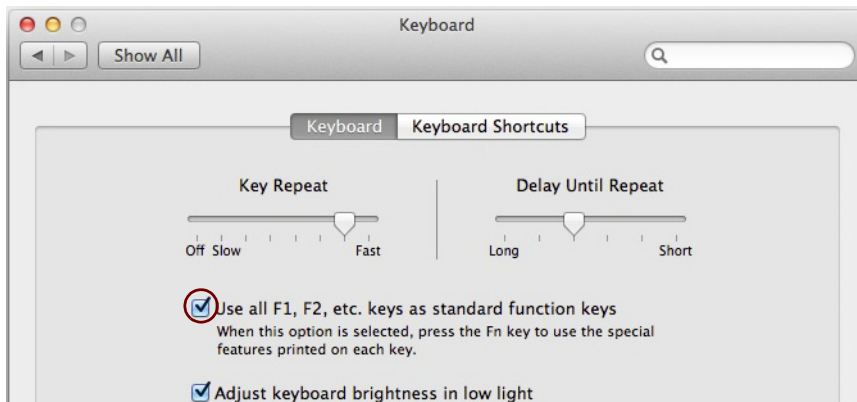 Keyboard
Show All
Keyboard Keyboard Shortcuts
Key Repeat Delay Until Repeat
Off Slow Fast Long Short
Use all F1, F2, etc. keys as standard function keys
When this option is selected, press the Fn key to use the special
features printed on each key.
Adjust keyboard brightness in low light